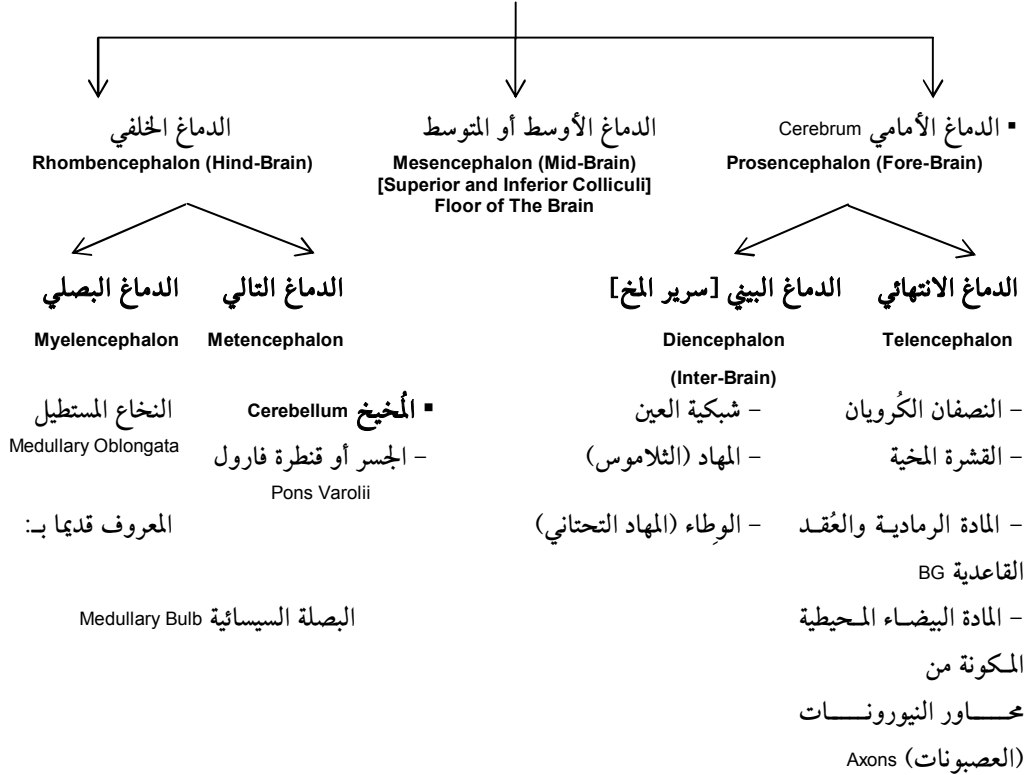 ▪ الدماغ الأمامي Cerebrum
Prosencephalon (Fore-Brain)
الدماغ الأوسط أو المتوسط
Mesencephalon (Mid-Brain)
[Superior and Inferior Colliculi]
Floor of The Brain
الدماغ الخلفي
Rhombencephalon (Hind-Brain)
الدماغ الانتهائي
Telencephalon
– النصفان الكُرويان
– القشرة المخية
– المادة الرمادية والعُقد
القاعدية BG
– المادة البيضاء المحيطية
المكونة من
محاور النيورونات
(العصبونات) Axons
الدماغ البيني [سرير المخ]
Diencephalon
(Inter-Brain)
– شبكية العين
– المهاد (الثلاموس)
– الوِطاء (المهاد التحتاني)
الدماغ التالي
Metencephalon
▪ المُخيخ Cerebellum
– الجسر أو قنطرة فارول
Pons Varolii
الدماغ البصلي
Myelencephalon
النخاع المستطيل
Medullary Oblongata
المعروف قديما بـ:
البصلة السيسائية Medullary Bulb